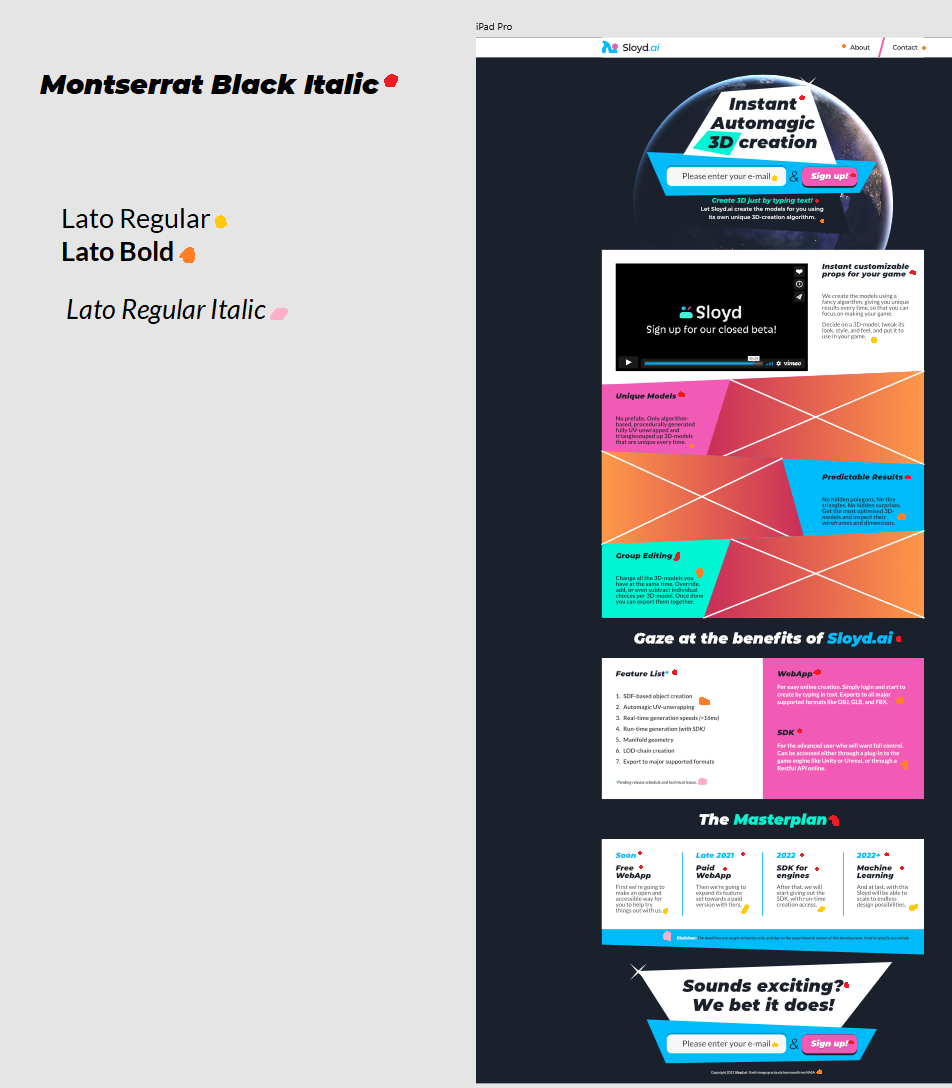 iPad Pro
Sloyd.ai
About
Contact
Montserrat Black Italic
Lato Regular
Lato Bold
Lato Regular Italic
Instant
Automagic
3D creation
Please enter your e-mail
&
Sign up!
Create 3D just by typing text!
Let Sloyd.ai create the models for you using
its own unique 3D-creation algorithm.
Sloyd
Sign up for our closed beta!
vimeo
Instant customizable
props for your game
We create the models using a
fancy algorithm, giving you unique
results every time, so that you can
focus on making your game.
Decide on a 3D-model, tweak its
look, style, and feel, and put it to
use in your game.
Unique Models
No prefabs. Only algorithm-
based, procedurally generated
fully UV-unwrapped and
trianglesouped up 3D-models
that are unique every time.
Predictable Results
No hidden polygons. No tiny
triangles. No hidden surprises.
Get the most optimised 3D-
models and inspect their
wireframes and dimensions.
Group Editing
Change all the 3D-models you
have at the same time. Override,
add, or even subtract individual
choices per 3D-model. Once done
you can export them together.
Gaze at the benefits of Sloyd.ai
Feature List*
1. SDF-based object creation
2. Automagic UV-unwrapping
3. Real-time generation speeds (<16ms)
4. Run-time generation (with SDK)
5. Manifold geometry
6. LOD-chain creation
7. Export to major supported formats
*Pending release schedule and technical issues.
WebApp
For easy online creation. Simply login and start to
create by typing in text. Exports to all major
supported formats like OBJ, GLB, and FBX.
SDK
For the advanced user who will want full control.
Can be accessed either through a plug-in to the
game engine like Unity or Unreal, or through a
Restful API online.
The Masterplan
Soon
Free
WebApp
First we're going to
make an open and
accessible way for
you to help try
things out with us.
Late 2021
Paid
WebApp
Then we're going to
expand its feature
set towards a paid
version with tiers.
2022
SDK for
engines
After that, we will
start giving out the
SDK, with run-time
creation access.
2022+
Machine
Learning
And at last, with this
Sloyd will be able to
scale to endless
design possibilities.
Sounds exciting?
We bet it does!
Please enter your e-mail
&
Sign up!
Copyright 2021 Sloyd.ai